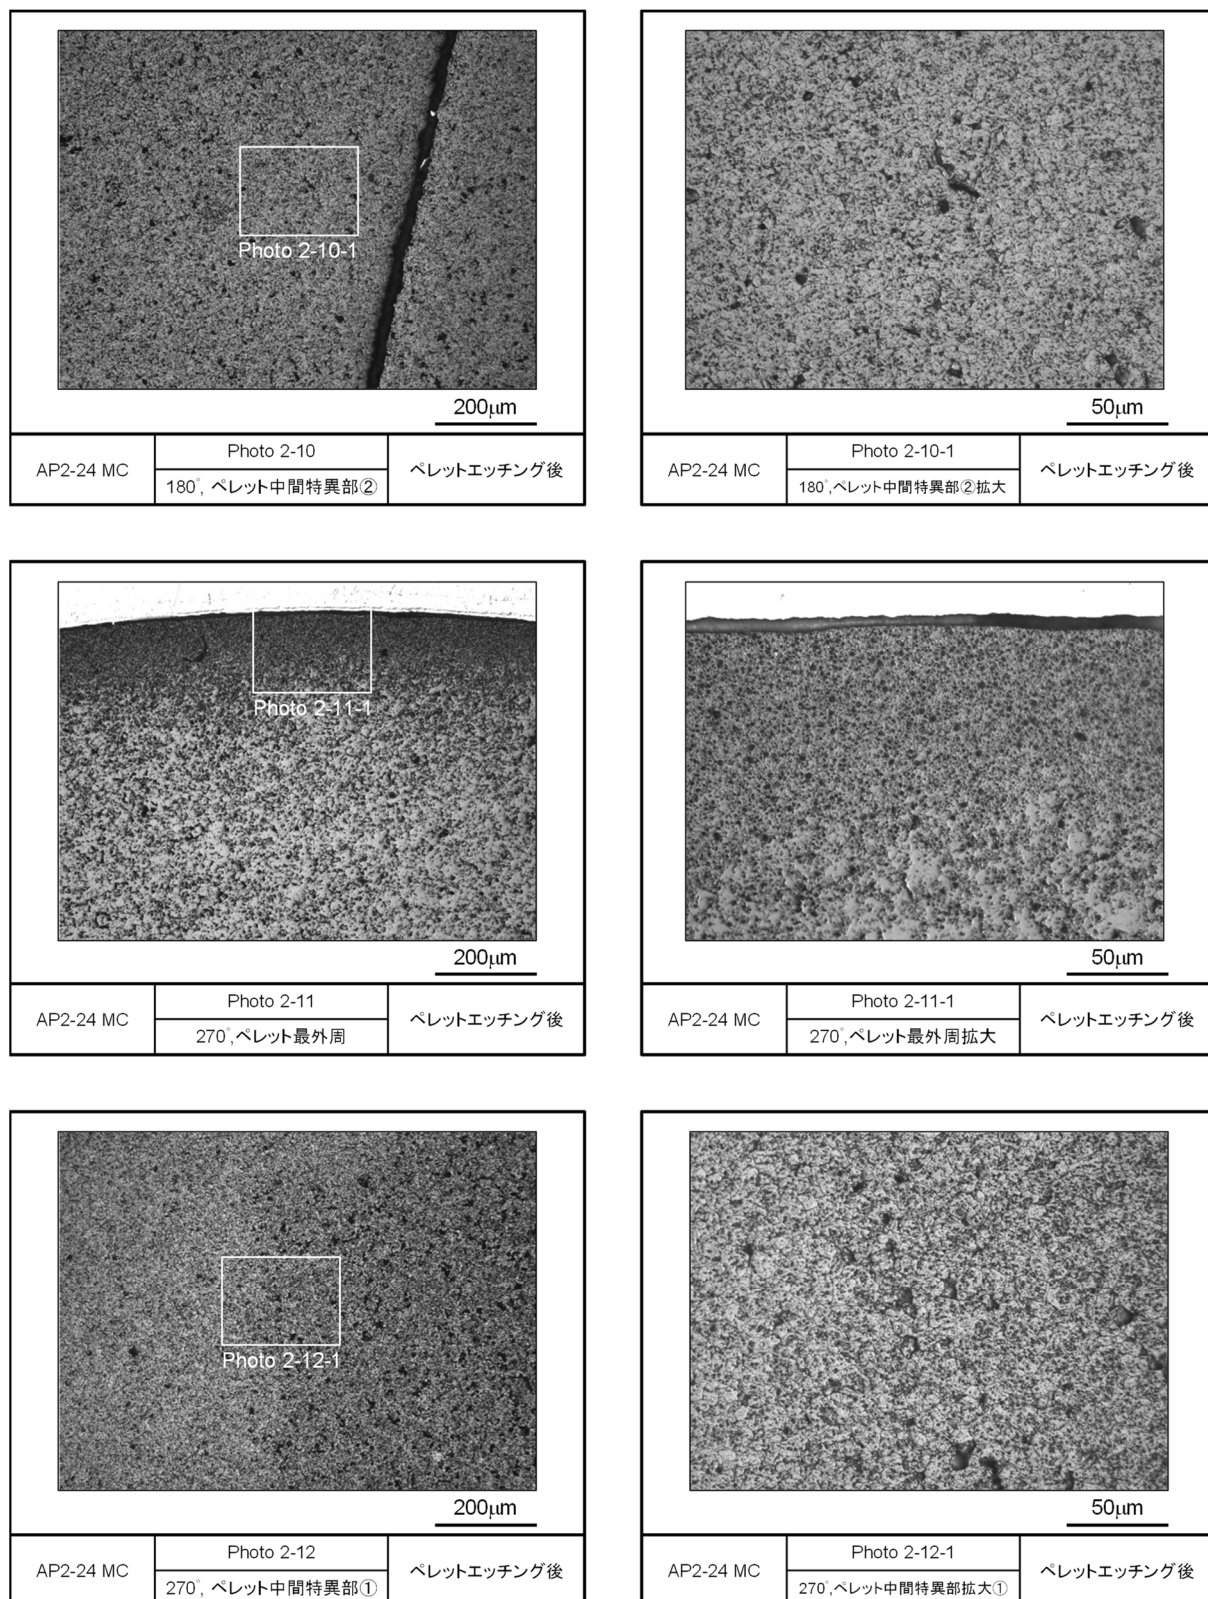 Photo 2-10-1
200μm
50μm
AP2-24 MC
Photo 2-10
180°, ペレット中間特異部②
ペレットエッチング後
AP2-24 MC
Photo 2-10-1
180°,ペレット中間特異部②拡大
ペレットエッチング後
Photo 2-11-1
200μm
50μm
AP2-24 MC
Photo 2-11
270°,ペレット最外周
ペレットエッチング後
AP2-24 MC
Photo 2-11-1
270°,ペレット最外周拡大
ペレットエッチング後
Photo 2-12-1
200μm
50μm
AP2-24 MC
Photo 2-12
270°, ペレット中間特異部①
ペレットエッチング後
AP2-24 MC
Photo 2-12-1
270°,ペレット中間特異部拡大①
ペレットエッチング後